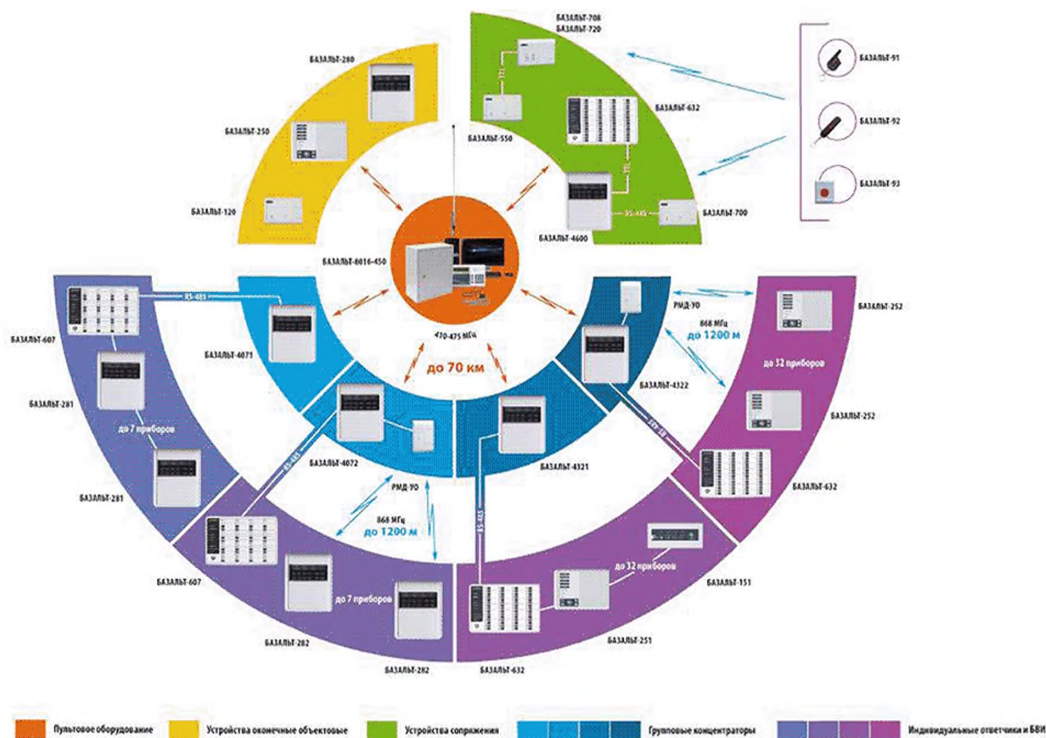 БАЗАЛЬТ-708
БАЗАЛЬТ-720
БАЗАЛЬТ-280
TTL
БАЗАЛЬТ-91
БАЗАЛЬТ-632
БАЗАЛЬТ-250
БАЗАЛЬТ-550
БАЗАЛЬТ-92
TTL
БАЗАЛЬТ-93
БАЗАЛЬТ-120
RS-485
БАЗАЛЬТ-700
БАЗАЛЬТ-4600
БАЗАЛЬТ-8016-450
RS-485
470-475 МГц
до 70 км
РМД-УО
868 МГц
до 1200 м
БАЗАЛЬТ-252
БАЗАЛЬТ-607
БАЗАЛЬТ-4071
до 32 приборов
БАЗАЛЬТ-4322
БАЗАЛЬТ-281
до 7 приборов
БАЗАЛЬТ-252
RS-485
БАЗАЛЬТ-4072
БАЗАЛЬТ-4321
RS-485
БАЗАЛЬТ-281
РМД-УО
БАЗАЛЬТ-632
868 МГц
до 1200 м
RS-485
до 32 приборов
БАЗАЛЬТ-607
БАЗАЛЬТ-151
до 7 приборов
БАЗАЛЬТ-282
БАЗАЛЬТ-251
БАЗАЛЬТ-282
БАЗАЛЬТ-632
Пультовое оборудование
Устройства оконечные объектовые
Устройства сопряжения
Групповые концентраторы
Индивидуальные ответчики и БВИ